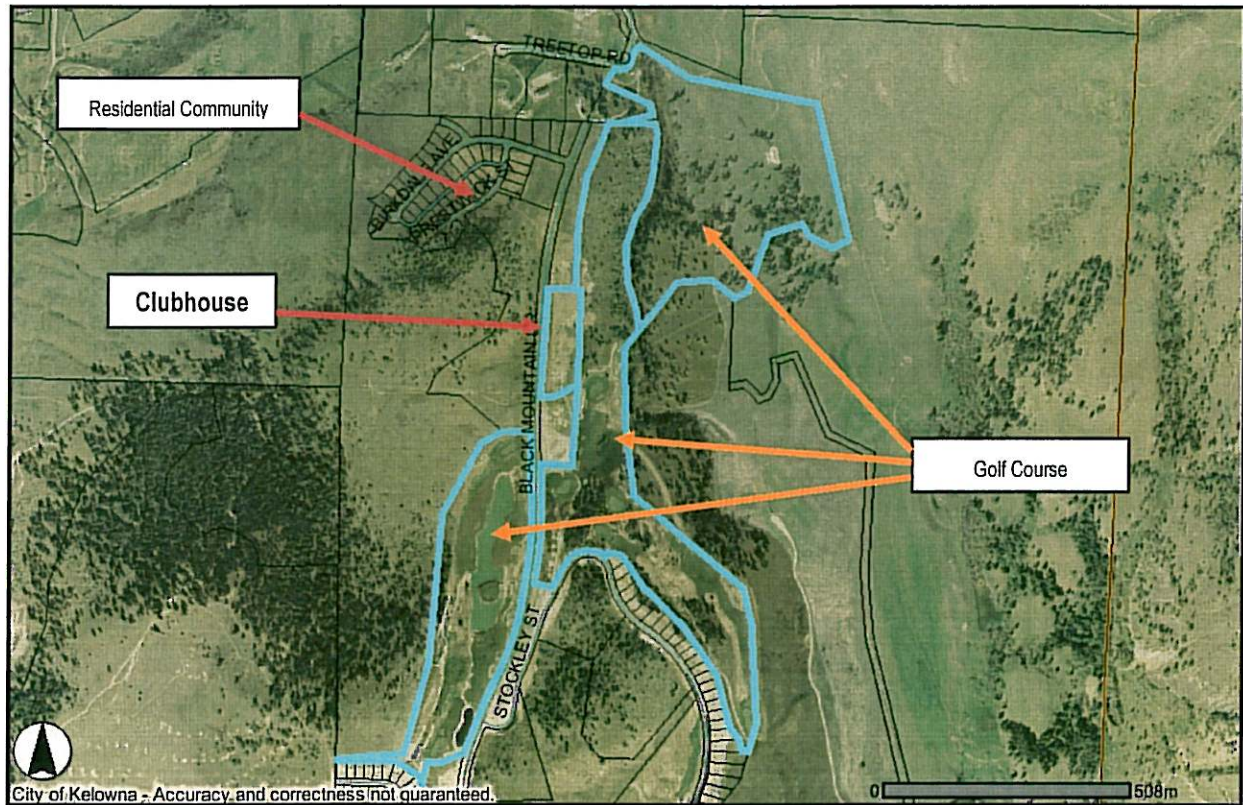 TREETOP RD
Residential Community
Clubhouse
BLACK MOUNTAIN
Golf Course
STOCKLEY ST
City of Kelowna - Accuracy and correctness not guaranteed.
0 508m